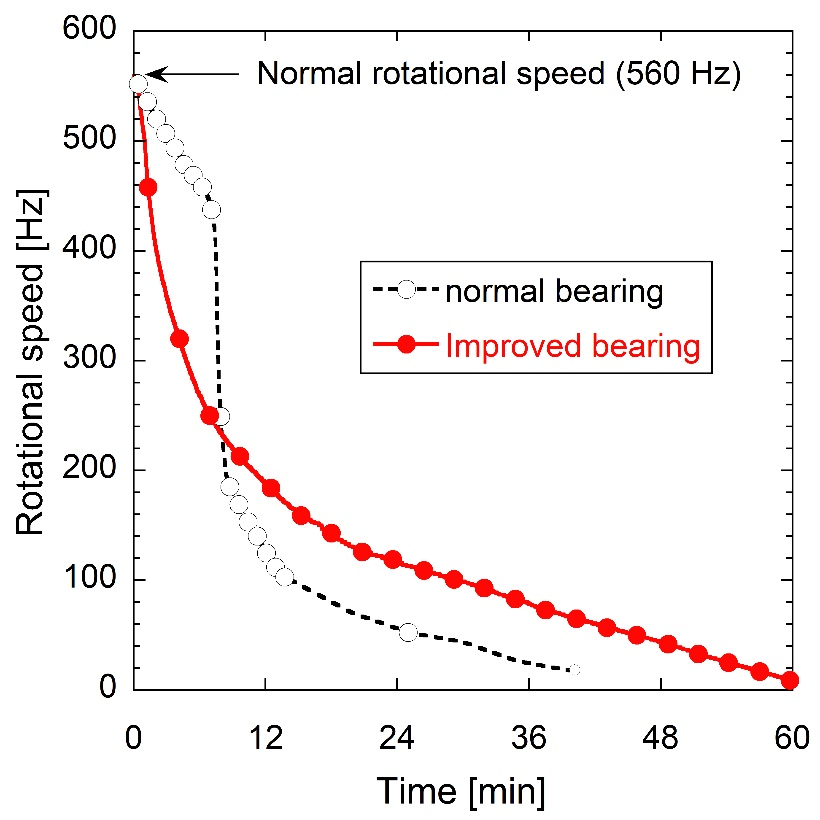 600
Normal rotational speed (560 Hz)
500
400
normal bearing
Improved bearing
300
200
100
0
Rotational speed [Hz]
0 12 24 36 48 60
Time [min]